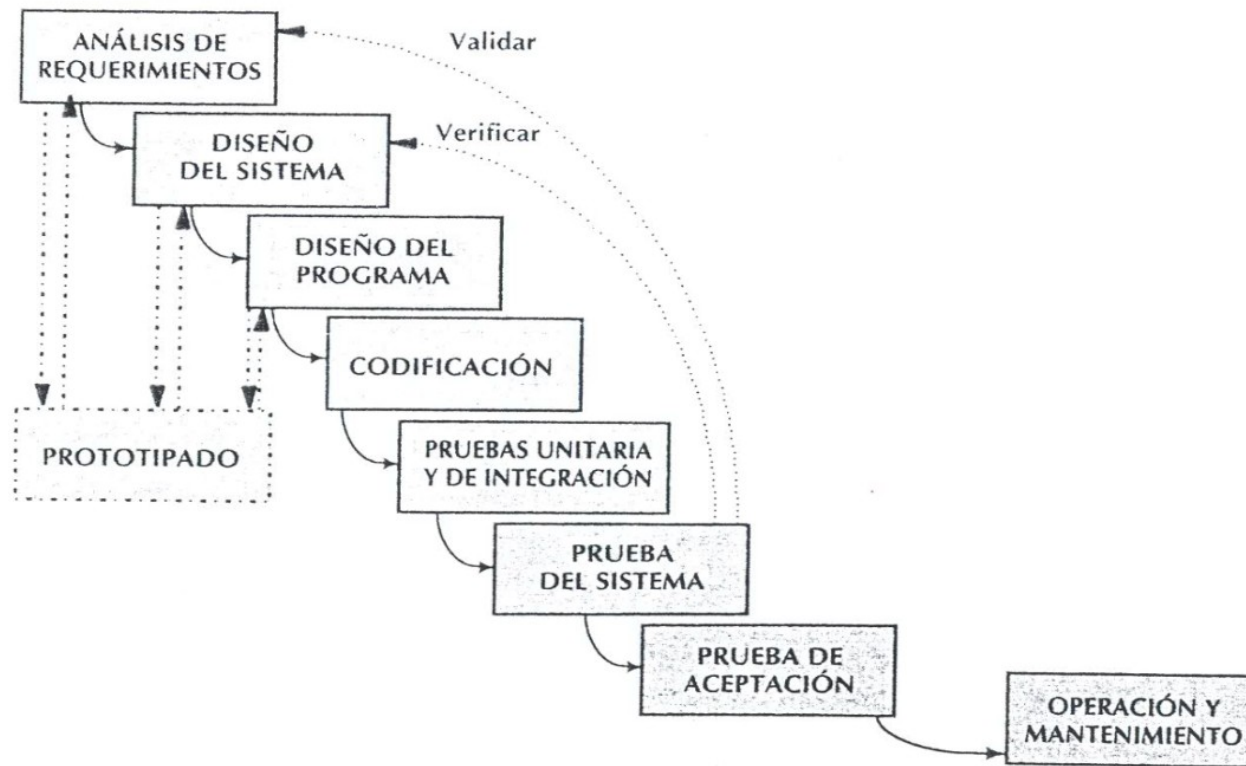 ANÁLISIS DE
REQUERIMIENTOS
Validar
DISEÑO
DEL SISTEMA
Verificar
DISEÑO DEL
PROGRAMA
CODIFICACIÓN
PROTOTIPADO
PRUEBAS UNITARIA
Y DE INTEGRACIÓN
PRUEBA
DEL SISTEMA
PRUEBA DE
ACEPTACIÓN
OPERACIÓN Y
MANTENIMIENTO